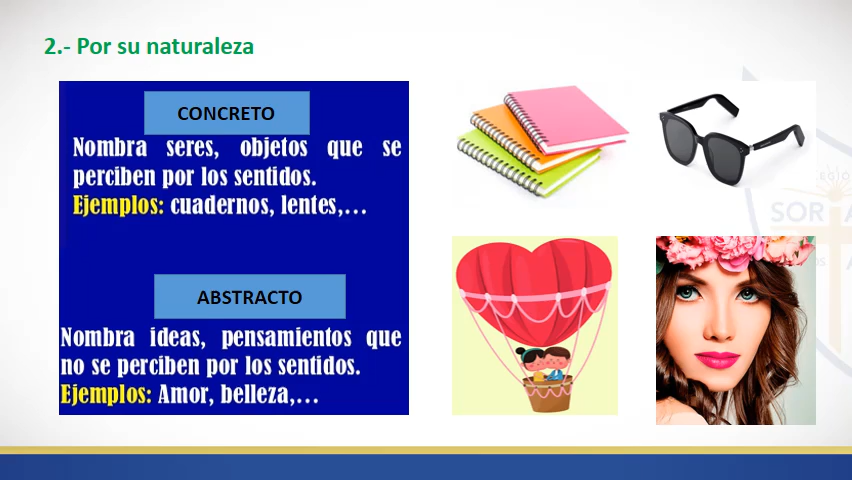 2.- Por su naturaleza
CONCRETO
Nombra seres, objetos que se
perciben por los sentidos.
Ejemplos: cuadernos, lentes,...
ABSTRACTO
Nombra ideas, pensamientos que
no se perciben por los sentidos.
Ejemplos: Amor, belleza,...